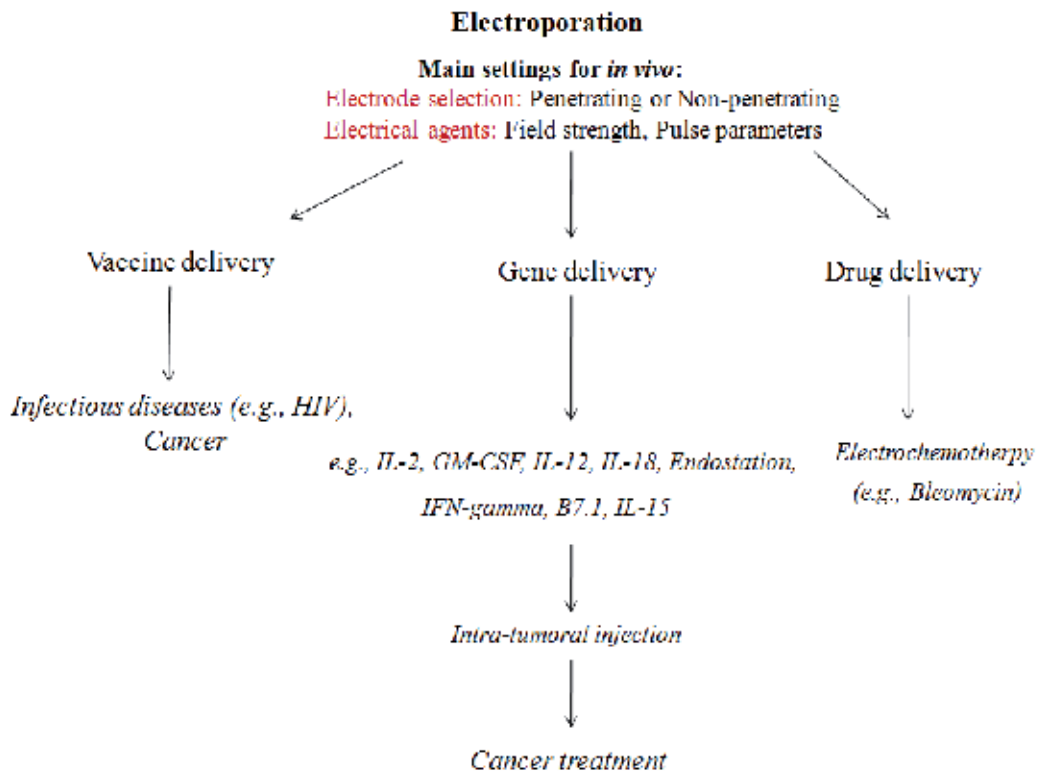 Electroporation
Main settings for in vivo:
Electrode selection: Penetrating or Non-penetrating
Electrical agents: Field strength, Pulse parameters
Vaccine delivery
Gene delivery
Drug delivery
Infectious diseases (e.g., HIV),
Cancer
e.g., IL-2, GM-CSF, IL-12, IL-18, Endostation,
IFN-gamma, B7.1, IL-15
Electrochemotherpy
(e.g., Bleomycin)
Intra-tumoral injection
Cancer treatment